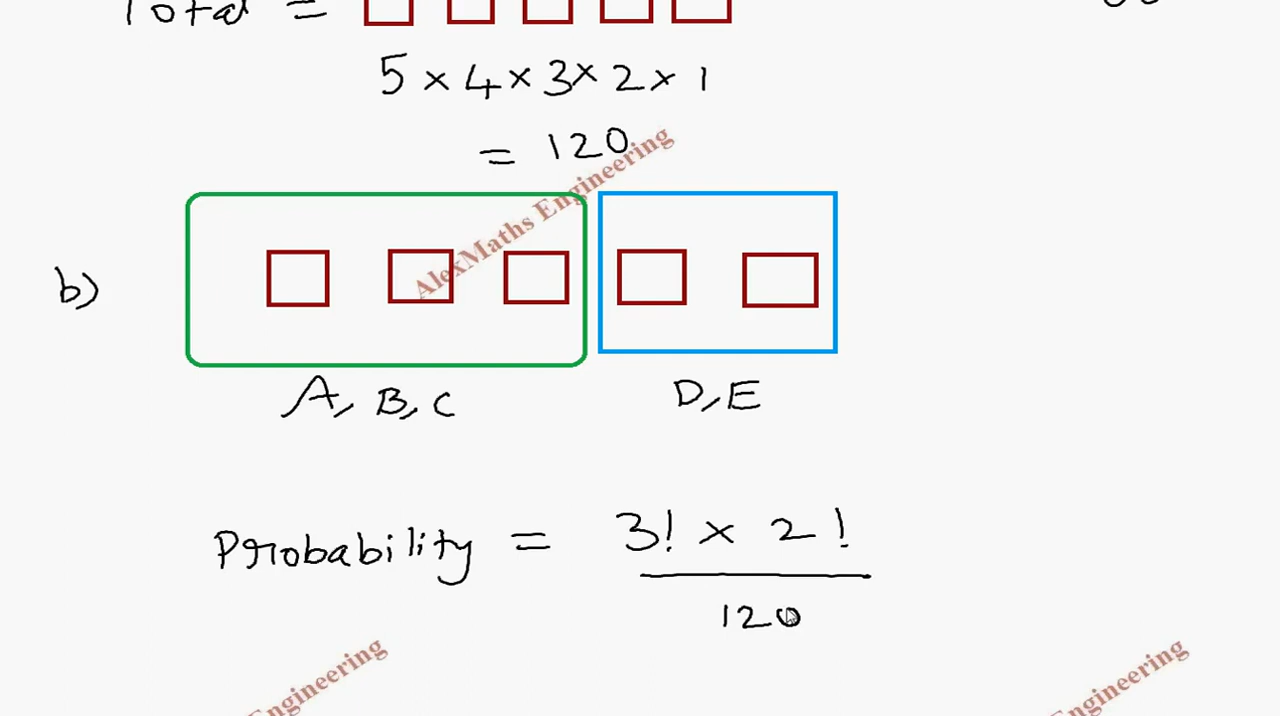 Total =
5 × 4 × 3 × 2 × 1
= 120
AlexMaths Engineering
b)
A, B, C D, E
Probability = 3! × 2!
120
Engineering
Engineering